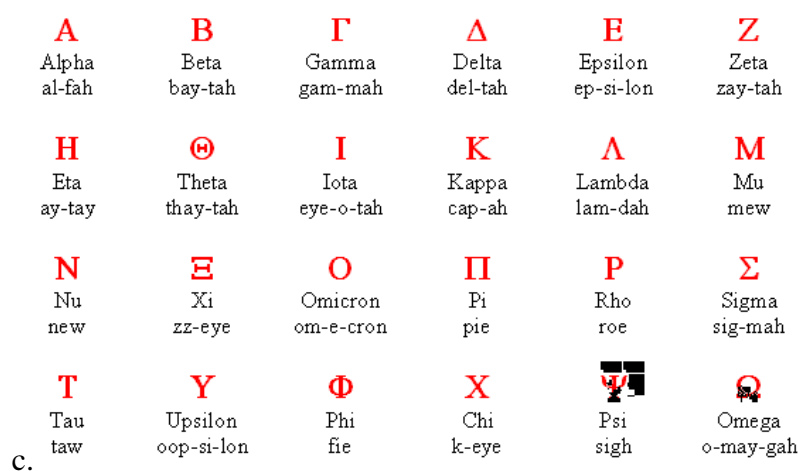 Α Β Γ Δ Ε Ζ
Alpha Beta Gamma Delta Epsilon Zeta
al-fah bay-tah gam-mah del-tah ep-si-lon zay-tah
Η Θ Ι Κ Λ Μ
Eta Theta Iota Kappa Lambda Mu
ay-tay thay-tah eye-o-tah cap-ah lam-dah mew
Ν Ξ Ο Π Ρ Σ
Nu Xi Omicron Pi Rho Sigma
new zz-eye om-e-cron pie roe sig-mah
Τ Υ Φ Χ Ψ Ω
Tau Upsilon Phi Chi Psi Omega
taw oop-si-lon fie k-eye sigh o-may-gah
c.